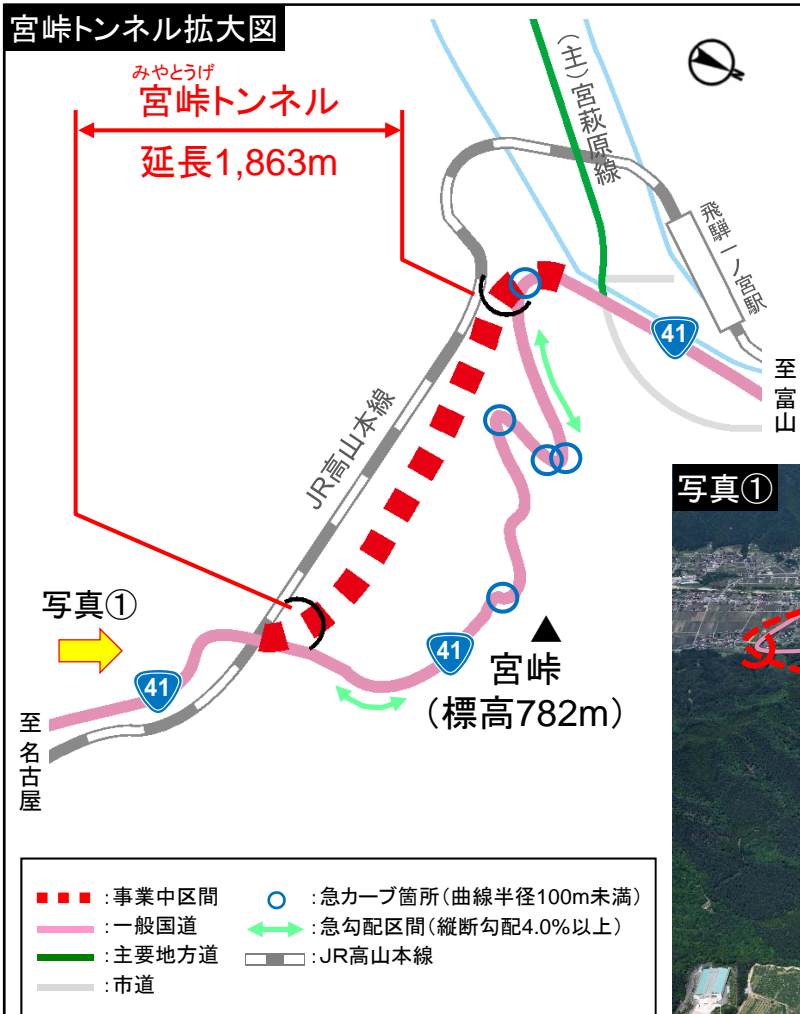 宮峠トンネル拡大図
みやとうげ
宮峠トンネル
延長1,863m
(主)宮萩原線
飛騨一ノ宮駅
41
至富山
JR高山本線
写真①
写真①
41
41
宮峠
(標高782m)
至名古屋
:事業中区間
:急カーブ箇所(曲線半径100m未満)
:一般国道
:急勾配区間(縦断勾配4.0%以上)
:主要地方道
:JR高山本線
:市道